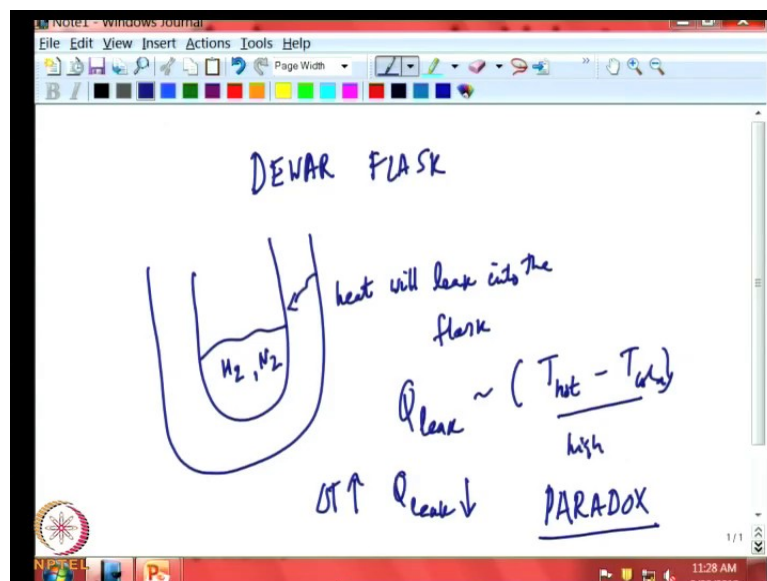 Note1 - Windows Journal
File Edit View Insert Actions Tools Help
Page Width
B I
DEWAR FLASK
heat will leak into the
flask
H2, N2
Qleak ~ (Thot - Tcold)
high
ΔT↑ Qleak↓ PARADOX
1/1
NPTEL
11:28 AM